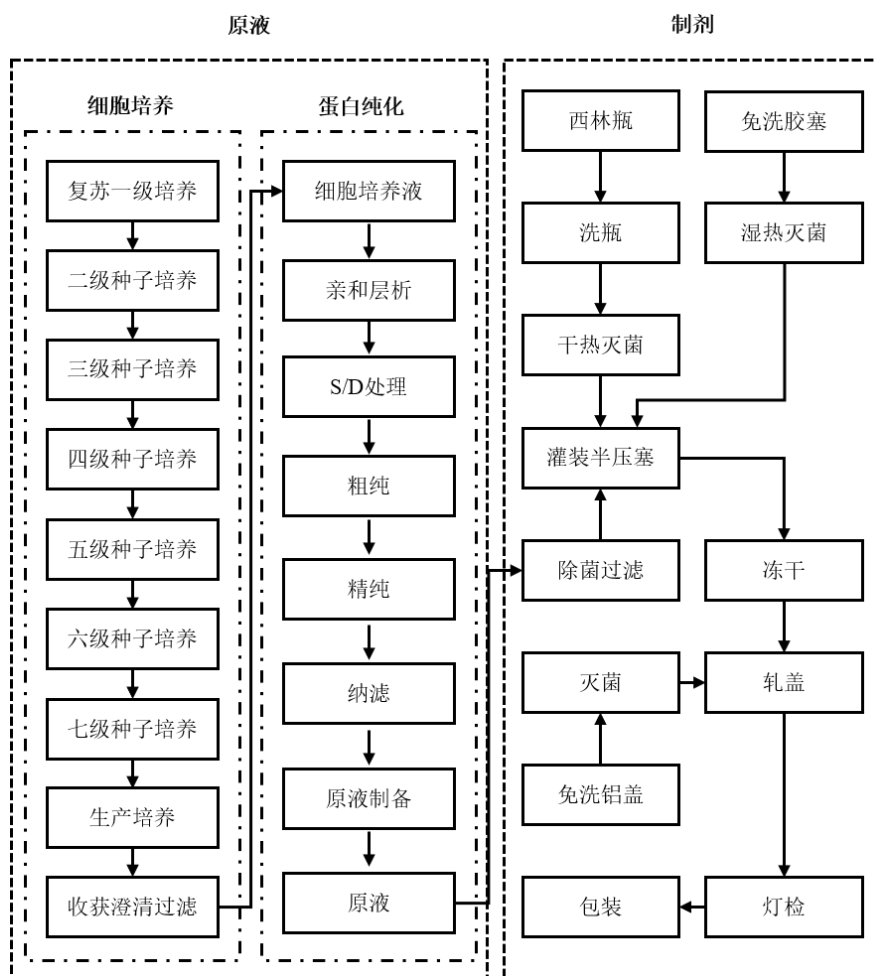 原液
制剂
细胞培养
蛋白纯化
复苏一级培养
二级种子培养
三级种子培养
四级种子培养
五级种子培养
六级种子培养
七级种子培养
生产培养
收获澄清过滤
细胞培养液
亲和层析
S/D处理
粗纯
精纯
纳滤
原液制备
原液
西林瓶
免洗胶塞
洗瓶
湿热灭菌
干热灭菌
灌装半压塞
除菌过滤
冻干
灭菌
轧盖
免洗铝盖
包装
灯检